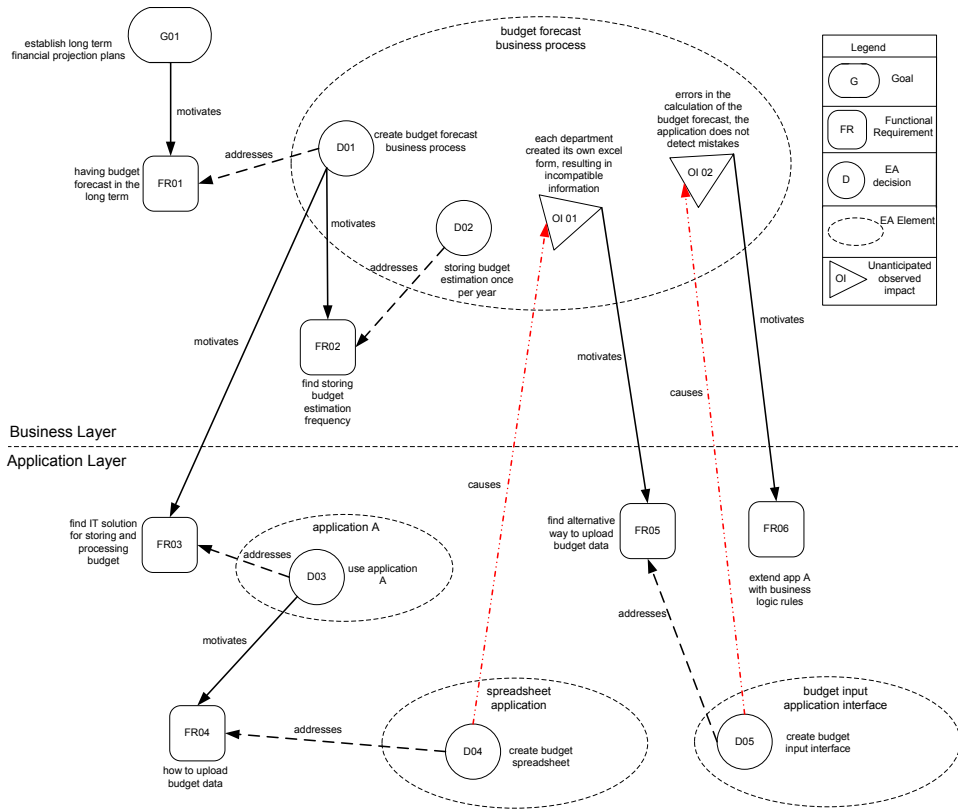 G01
establish long term
financial projection plans
motivates
FR01
having budget
forecast in the
long term
addresses
budget forecast
business process
D01
create budget forecast
business process
motivates
D02
storing budget
estimation once
per year
addresses
FR02
find storing
budget
estimation
frequency
motivates
each department
created its own excel
form, resulting in
incompatible
information
OI 01
errors in the
calculation of the
budget forecast, the
application does not
detect mistakes
OI 02
motivates
motivates
causes
causes
Legend
G
Goal
FR
Functional
Requirement
D
EA
decision
EA Element
OI
Unanticipated
observed
impact
Business Layer
Application Layer
find IT solution
for storing and
processing
budget
FR03
addresses
application A
D03
use application
A
motivates
FR04
how to upload
budget data
addresses
spreadsheet
application
D04
create budget
spreadsheet
find alternative
way to upload
budget data
FR05
FR06
extend app A
with business
logic rules
addresses
budget input
application interface
D05
create budget
input interface